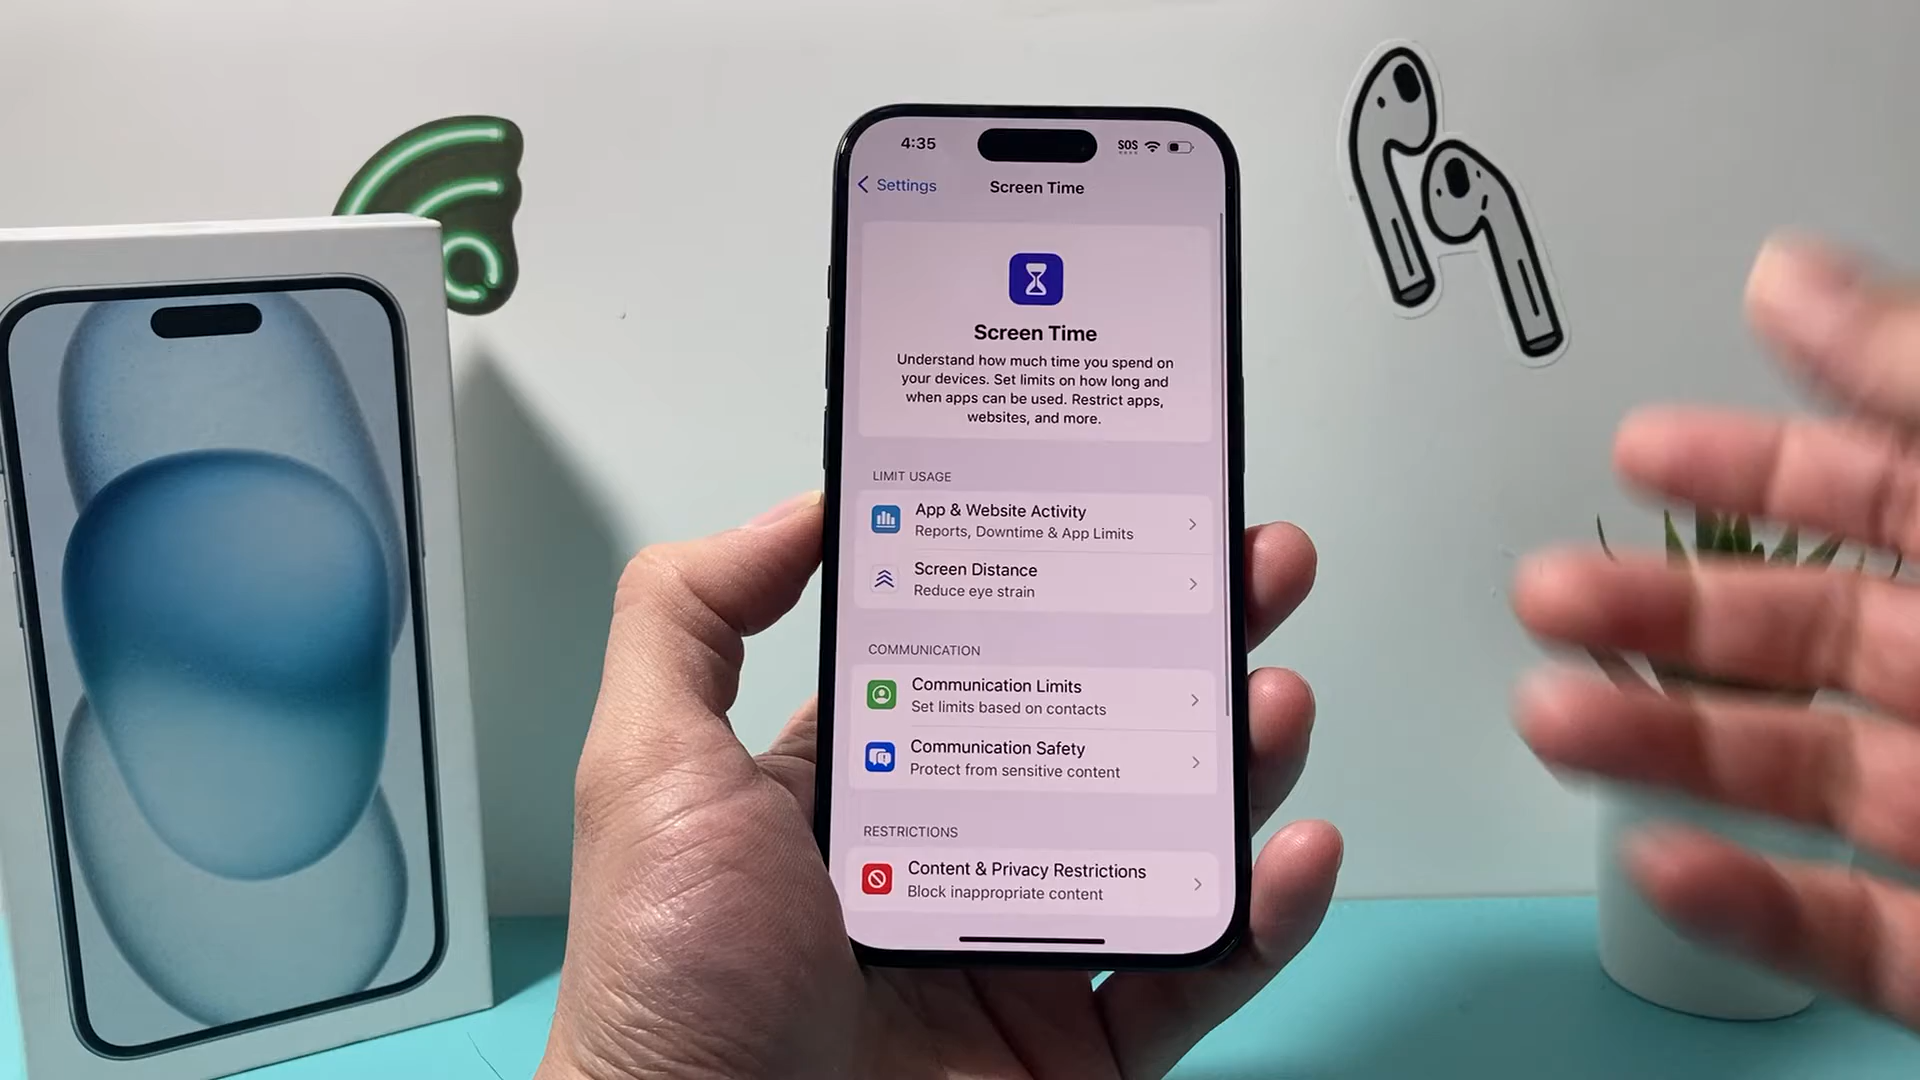 4:35
SOS
Settings
Screen Time
Screen Time
Understand how much time you spend on
your devices. Set limits on how long and
when apps can be used. Restrict apps,
websites, and more.
LIMIT USAGE
App & Website Activity
Reports, Downtime & App Limits
Screen Distance
Reduce eye strain
COMMUNICATION
Communication Limits
Set limits based on contacts
Communication Safety
Protect from sensitive content
RESTRICTIONS
Content & Privacy Restrictions
Block inappropriate content